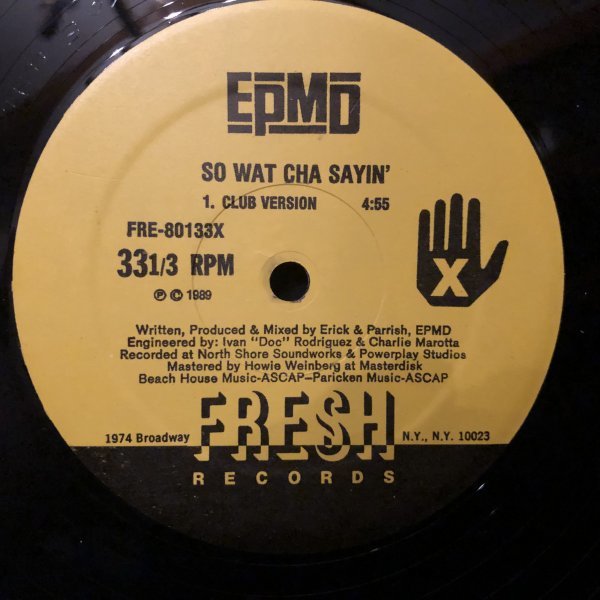 EPMD
SO WAT CHA SAYIN'
1. CLUB VERSION 4:55
FRE-80133X
33 1/3 RPM
X
℗ © 1989
Written, Produced & Mixed by Erick & Parrish, EPMD
Engineered by: Ivan "Doc" Rodriguez & Charlie Marotta
Recorded at North Shore Soundworks & Powerplay Studios
Mastered by Howie Weinberg at Masterdisk
Beach House Music-ASCAP–Paricken Music-ASCAP
1974 Broadway FRESH N.Y., N.Y. 10023
RECORDS